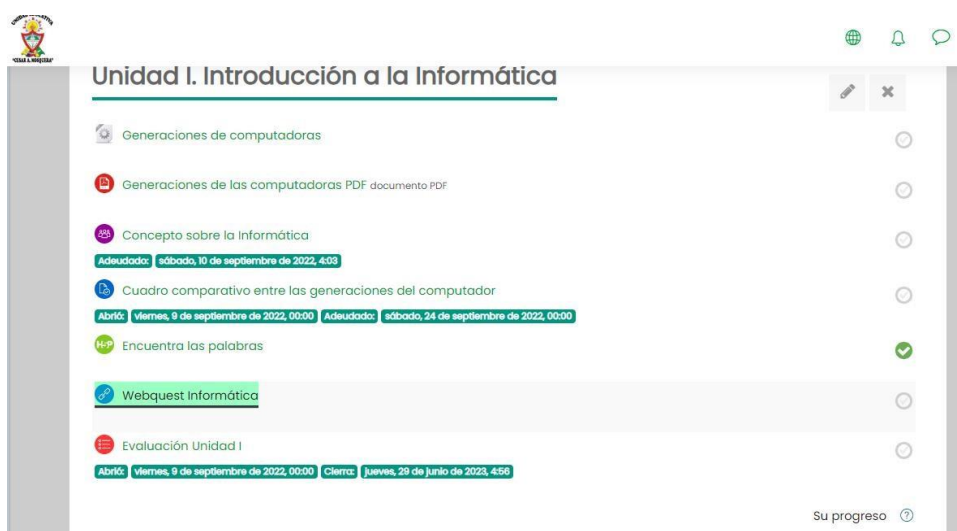 "CESAR A. MOSQUERA"
Unidad I. Introducción a la Informática
Generaciones de computadoras
Generaciones de las computadoras PDF documento PDF
Concepto sobre la Informática
Adeudado: sábado, 10 de septiembre de 2022, 4:03
Cuadro comparativo entre las generaciones del computador
Abrió: viernes, 9 de septiembre de 2022, 00:00 Adeudado: sábado, 24 de septiembre de 2022, 00:00
H-P Encuentra las palabras
Webquest Informática
Evaluación Unidad I
Abrió: viernes, 9 de septiembre de 2022, 00:00 Cierra: jueves, 29 de junio de 2023, 4:56
Su progreso